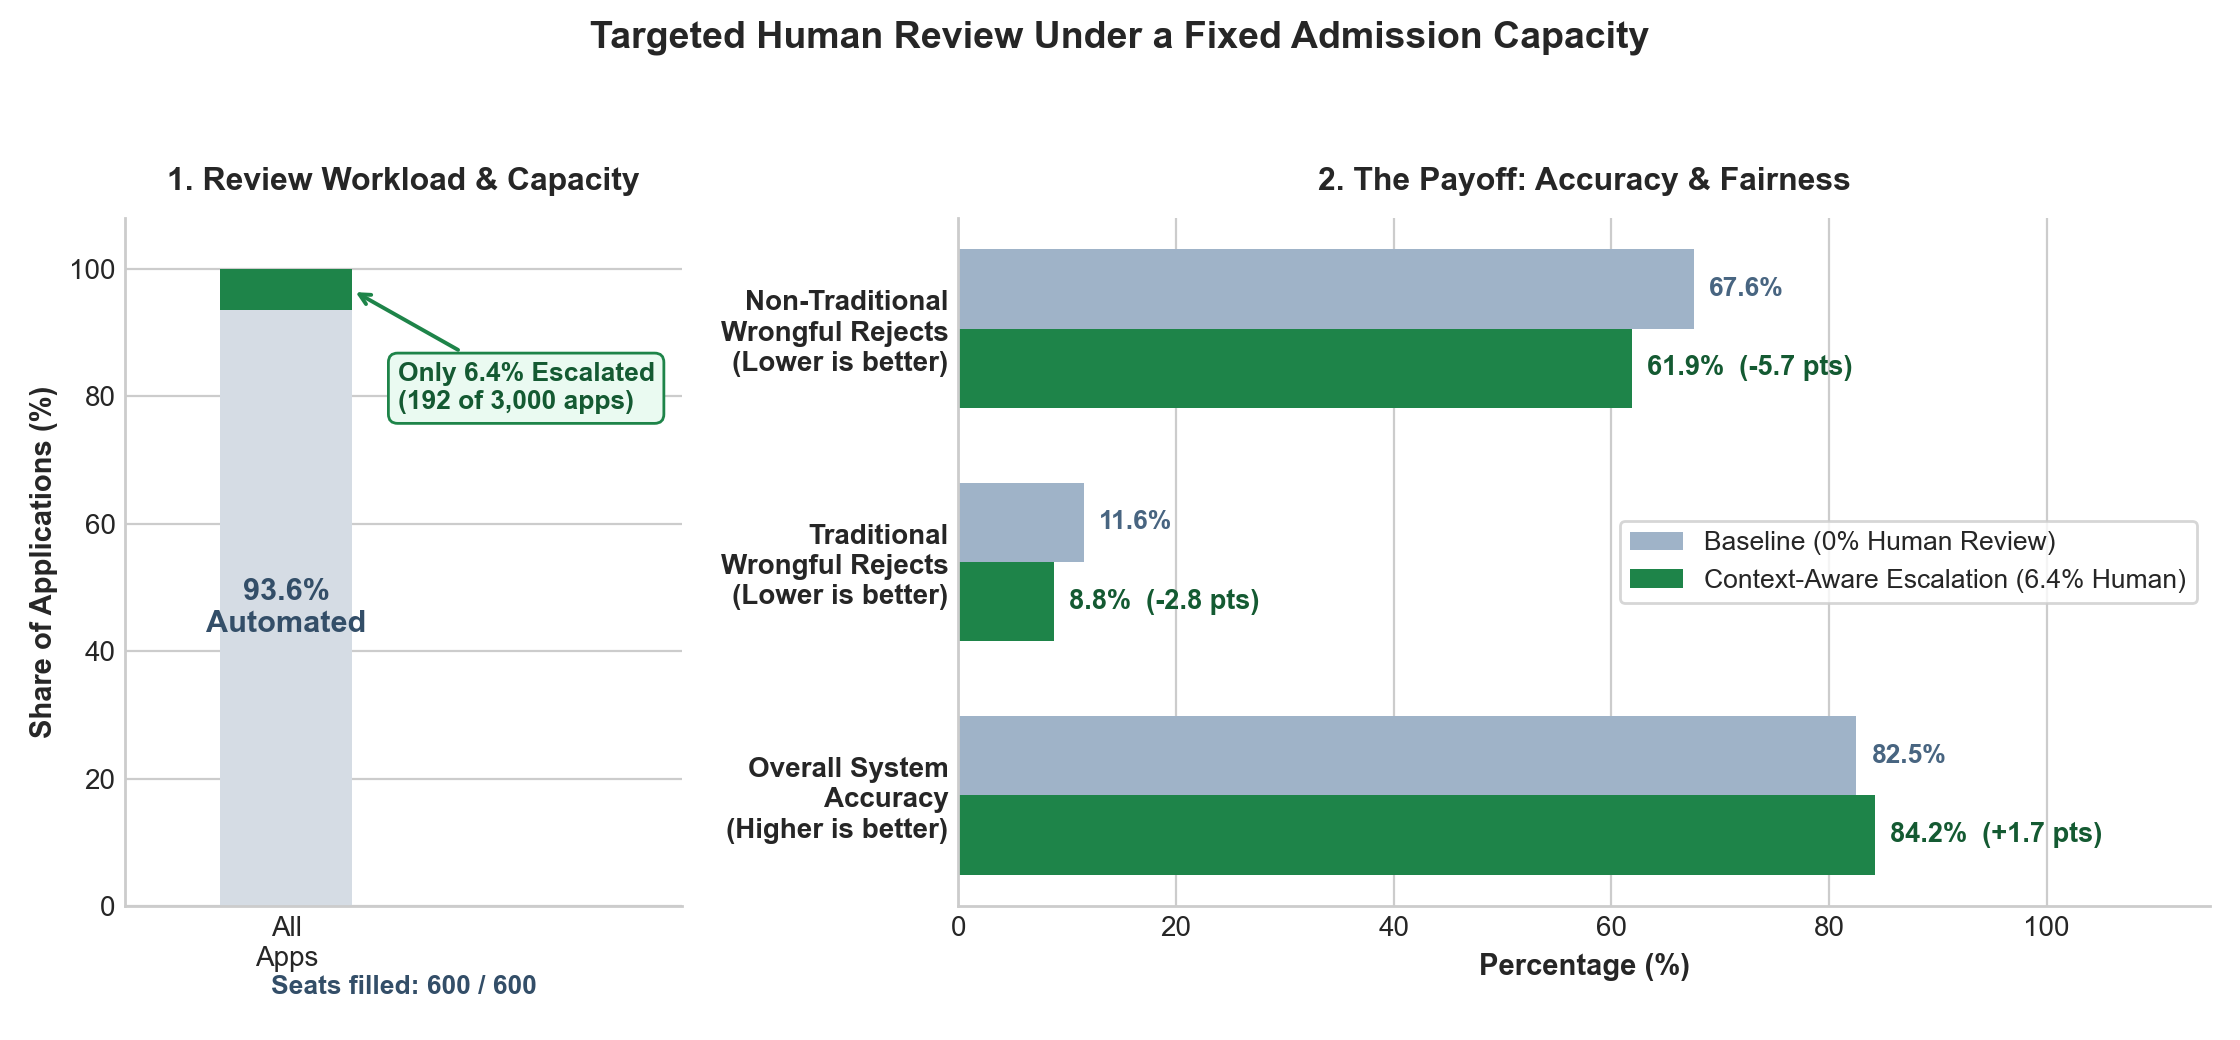 Targeted Human Review Under a Fixed Admission Capacity
1. Review Workload & Capacity
Share of Applications (%)
100
80
60
40
20
0
Only 6.4% Escalated
(192 of 3,000 apps)
93.6%
Automated
All
Apps
Seats filled: 600 / 600
2. The Payoff: Accuracy & Fairness
Non-Traditional
Wrongful Rejects
(Lower is better)
67.6%
61.9% (-5.7 pts)
Traditional
Wrongful Rejects
(Lower is better)
11.6%
8.8% (-2.8 pts)
Baseline (0% Human Review)
Context-Aware Escalation (6.4% Human)
Overall System
Accuracy
(Higher is better)
82.5%
84.2% (+1.7 pts)
0 20 40 60 80 100
Percentage (%)